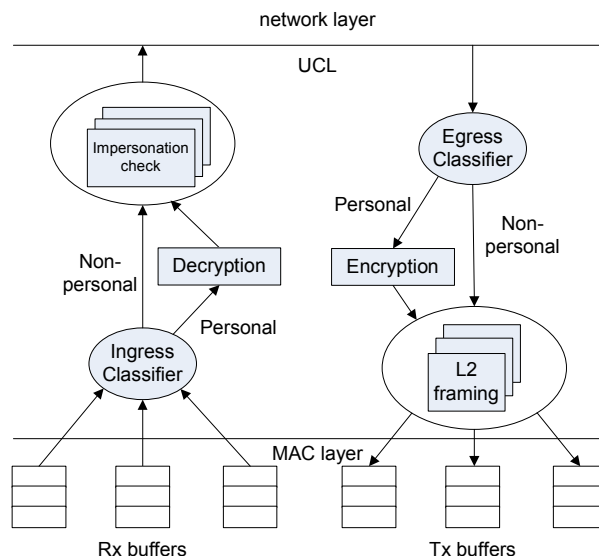 network layer
UCL
Impersonation
check
Egress
Classifier
Personal
Non-
personal
Non-
personal
Decryption
Encryption
Personal
Ingress
Classifier
L2
framing
MAC layer
Rx buffers
Tx buffers